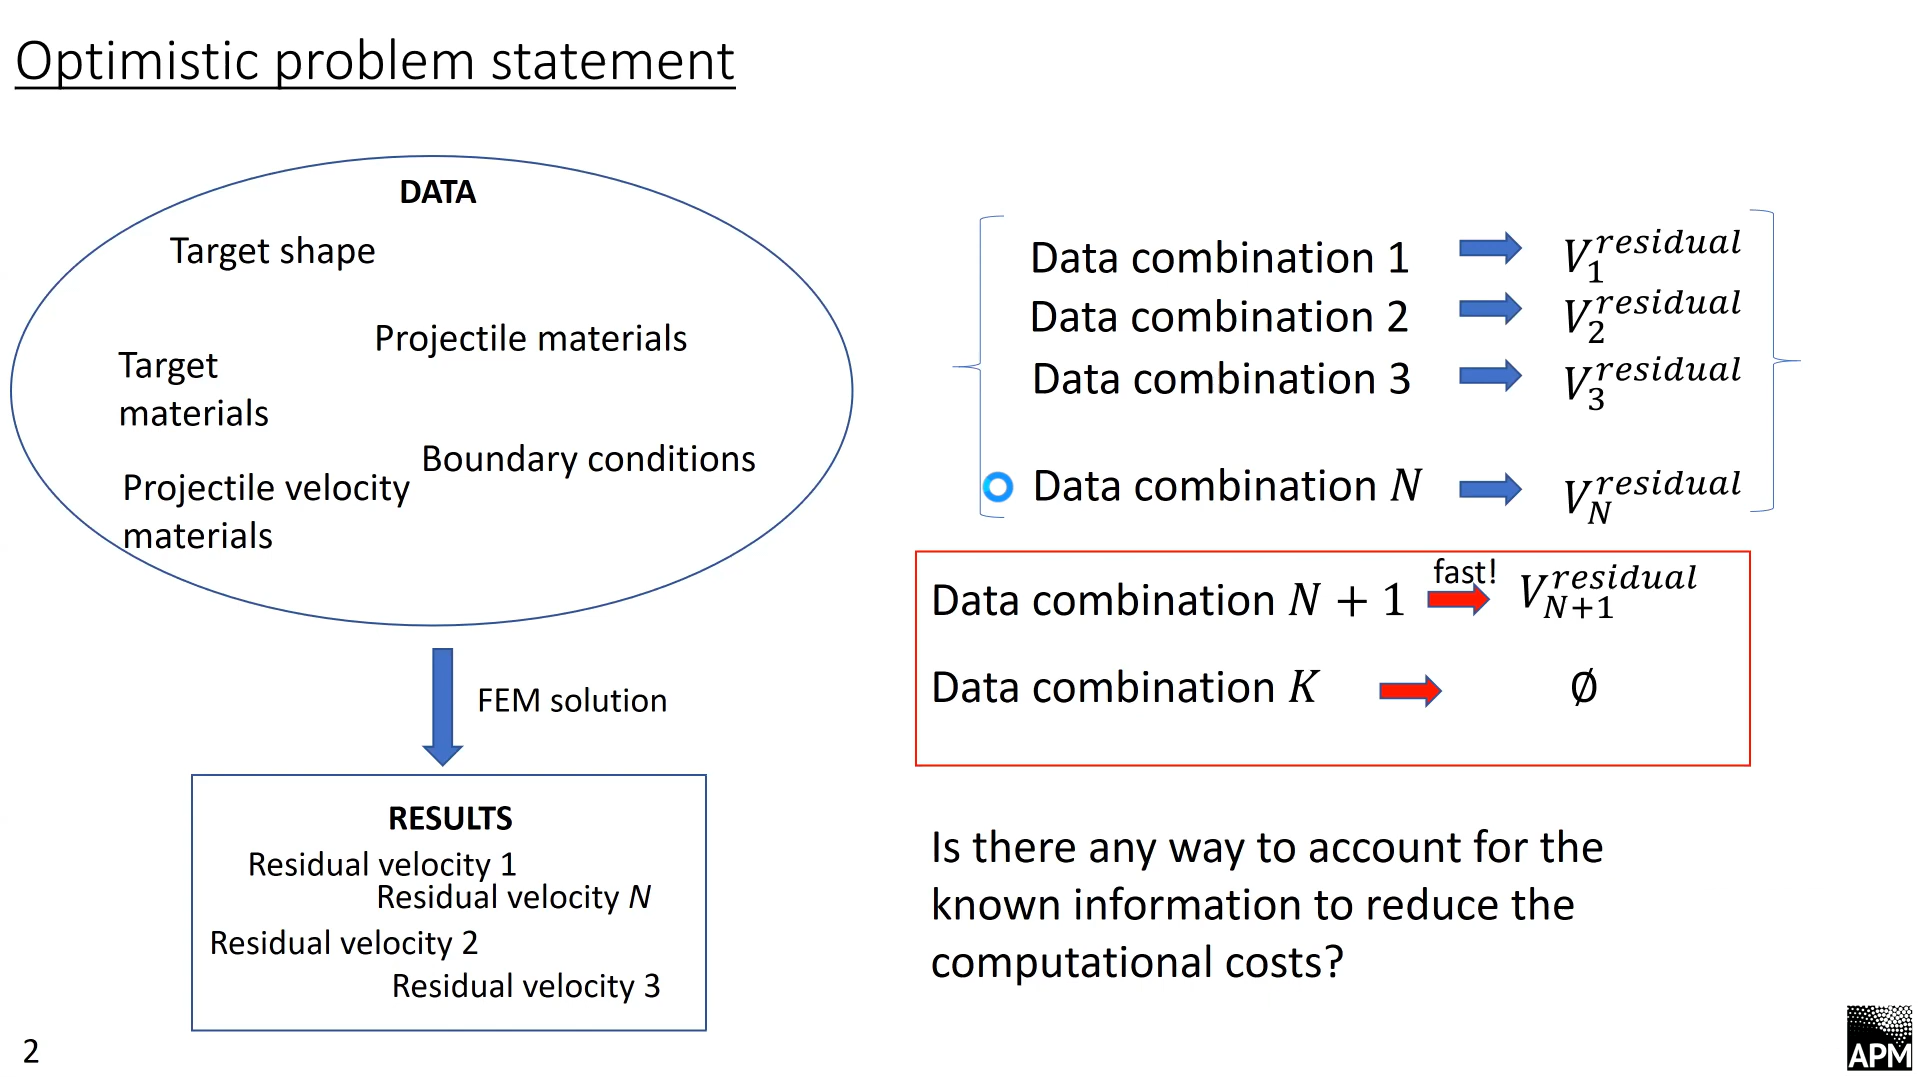 Optimistic problem statement
DATA
Target shape
Projectile materials
Target
materials
Boundary conditions
Projectile velocity
materials
FEM solution
RESULTS
Residual velocity 1
Residual velocity N
Residual velocity 2
Residual velocity 3
Data combination 1 V_1^{residual}
Data combination 2 V_2^{residual}
Data combination 3 V_3^{residual}
Data combination N V_N^{residual}
fast!
Data combination N + 1 V_{N+1}^{residual}
Data combination K ∅
Is there any way to account for the
known information to reduce the
computational costs?
2
APM